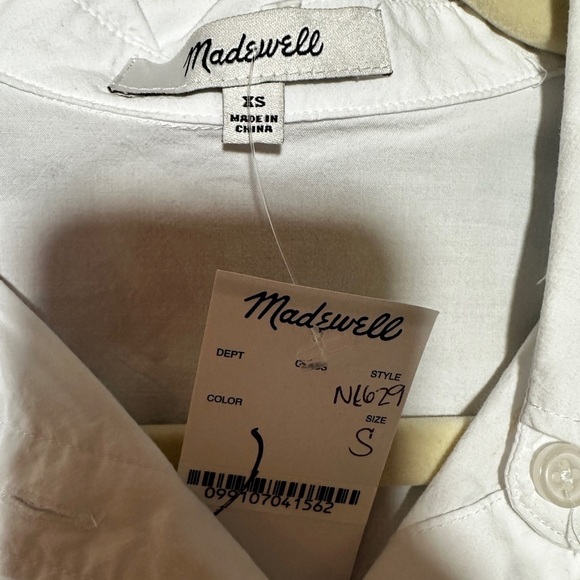 Madewell
XS
MADE IN
CHINA
Madewell
DEPT CLASS STYLE
NL629
COLOR SIZE
S
099107041562